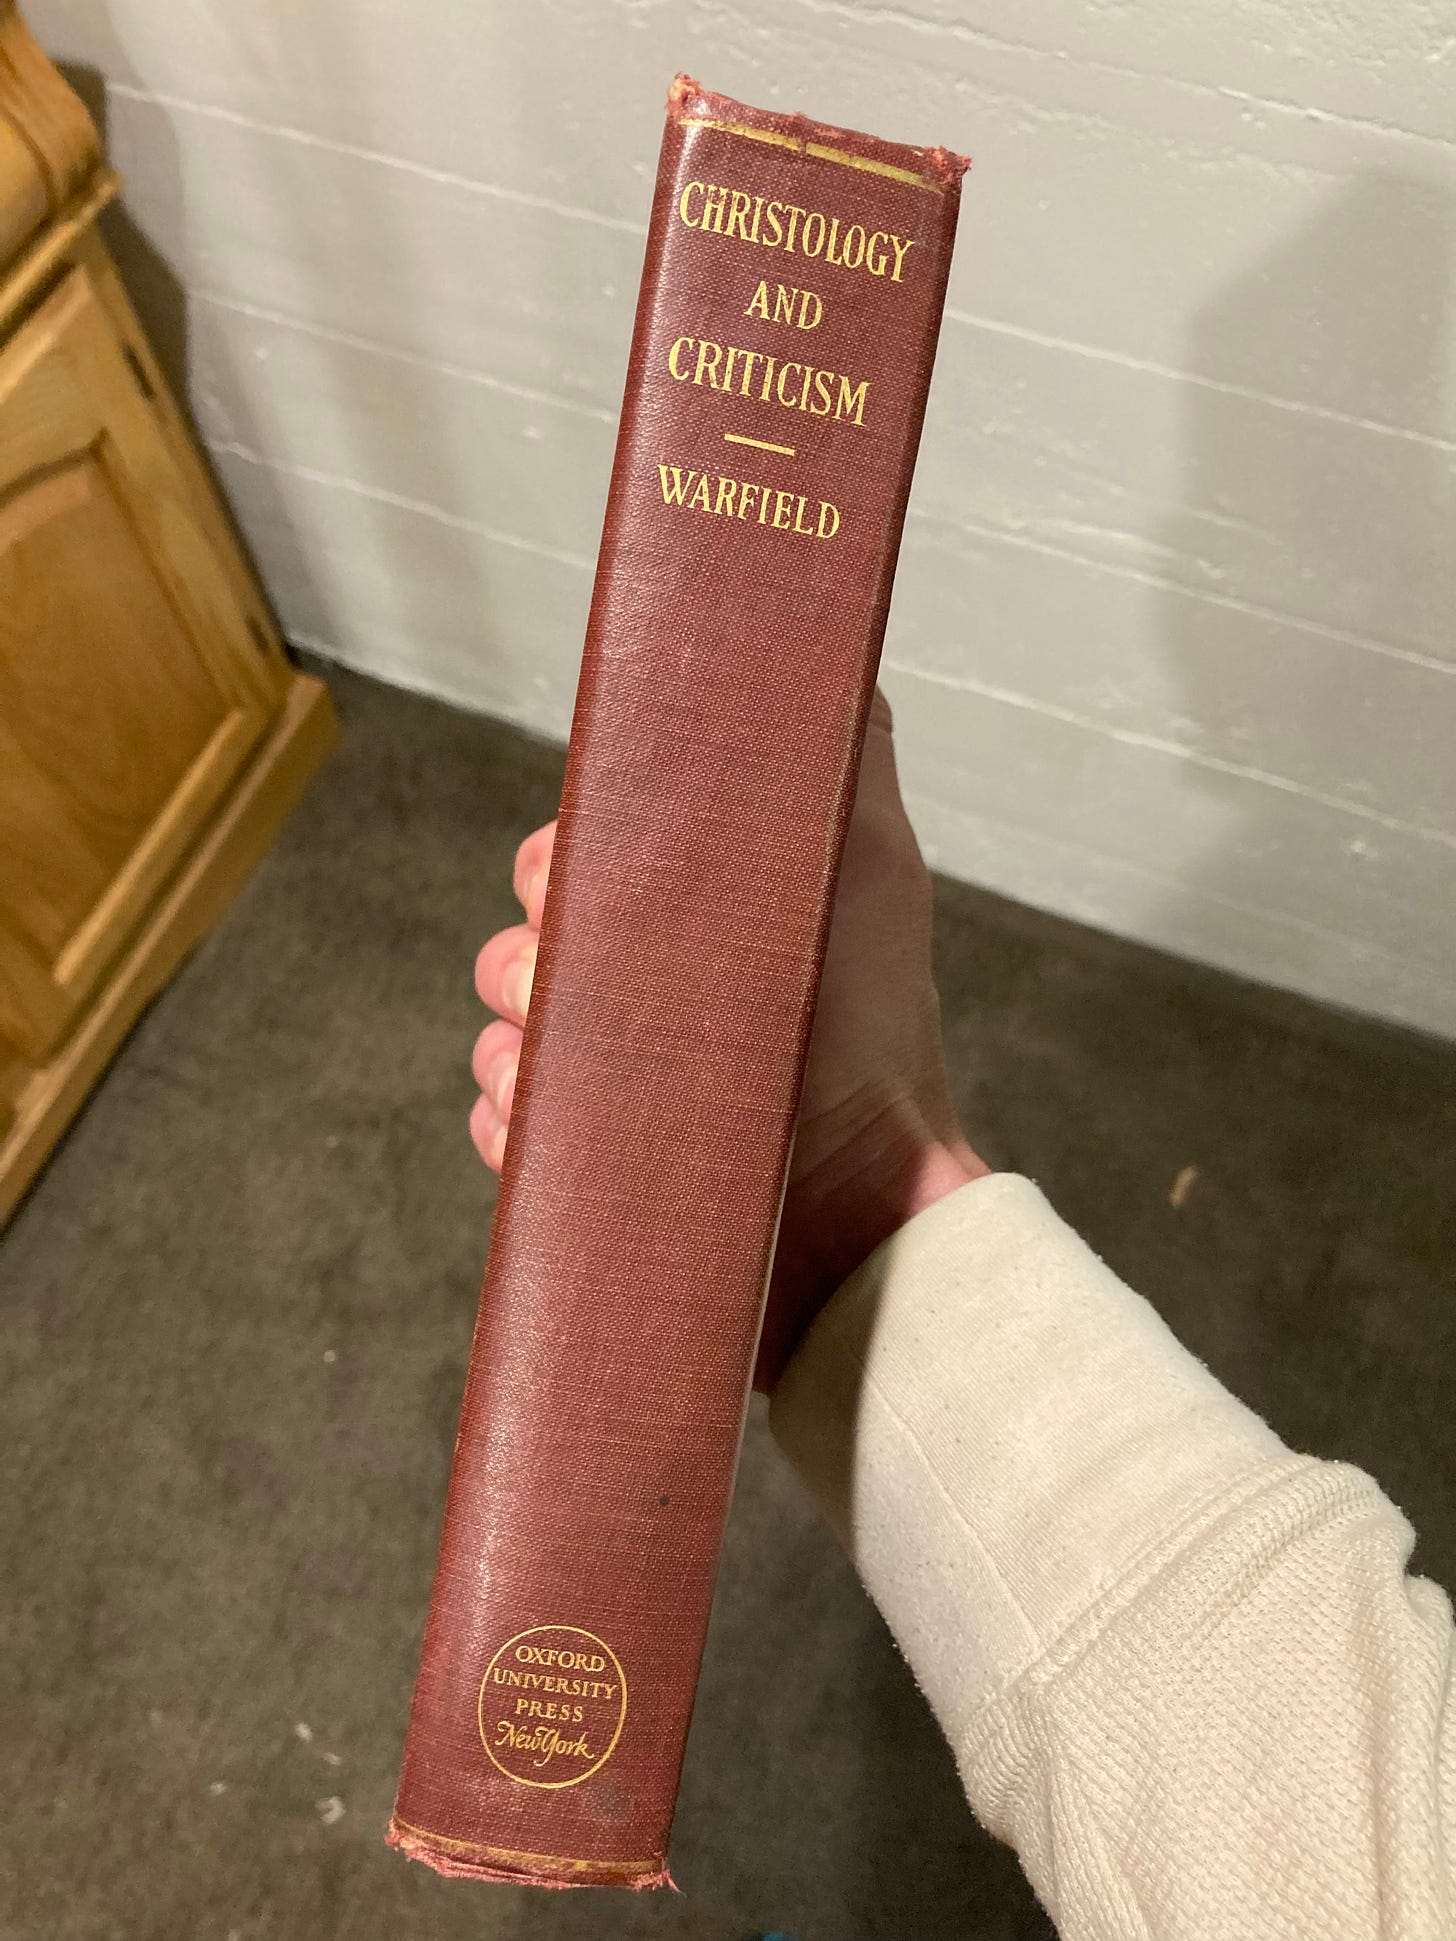 CHRISTOLOGY
AND
CRITICISM
WARFIELD
OXFORD
UNIVERSITY
PRESS
New York